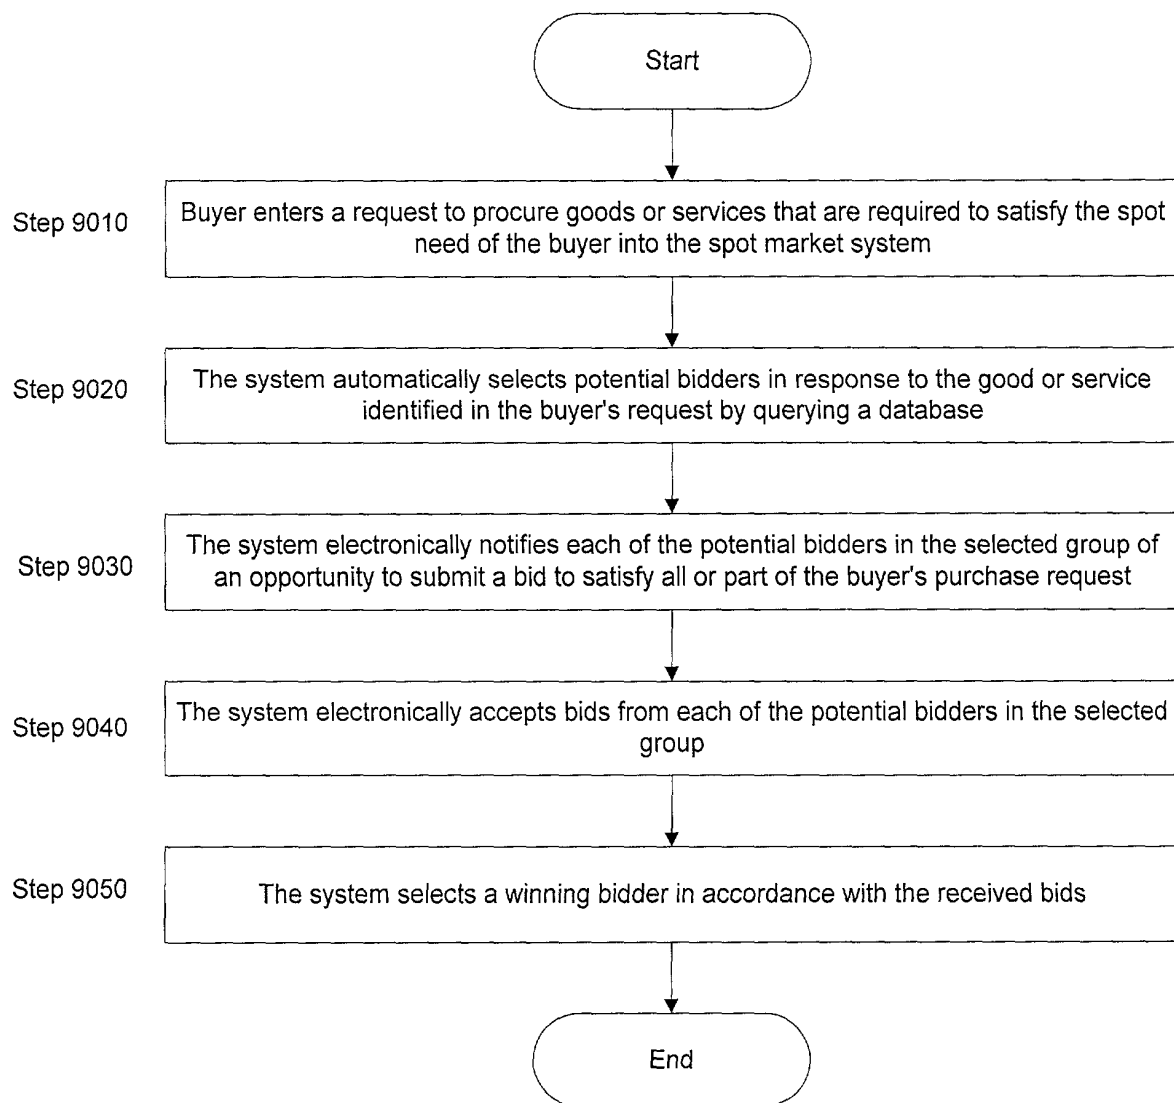 Start
Step 9010
Buyer enters a request to procure goods or services that are required to satisfy the spot
need of the buyer into the spot market system
Step 9020
The system automatically selects potential bidders in response to the good or service
identified in the buyer's request by querying a database
Step 9030
The system electronically notifies each of the potential bidders in the selected group of
an opportunity to submit a bid to satisfy all or part of the buyer's purchase request
Step 9040
The system electronically accepts bids from each of the potential bidders in the selected
group
Step 9050
The system selects a winning bidder in accordance with the received bids
End